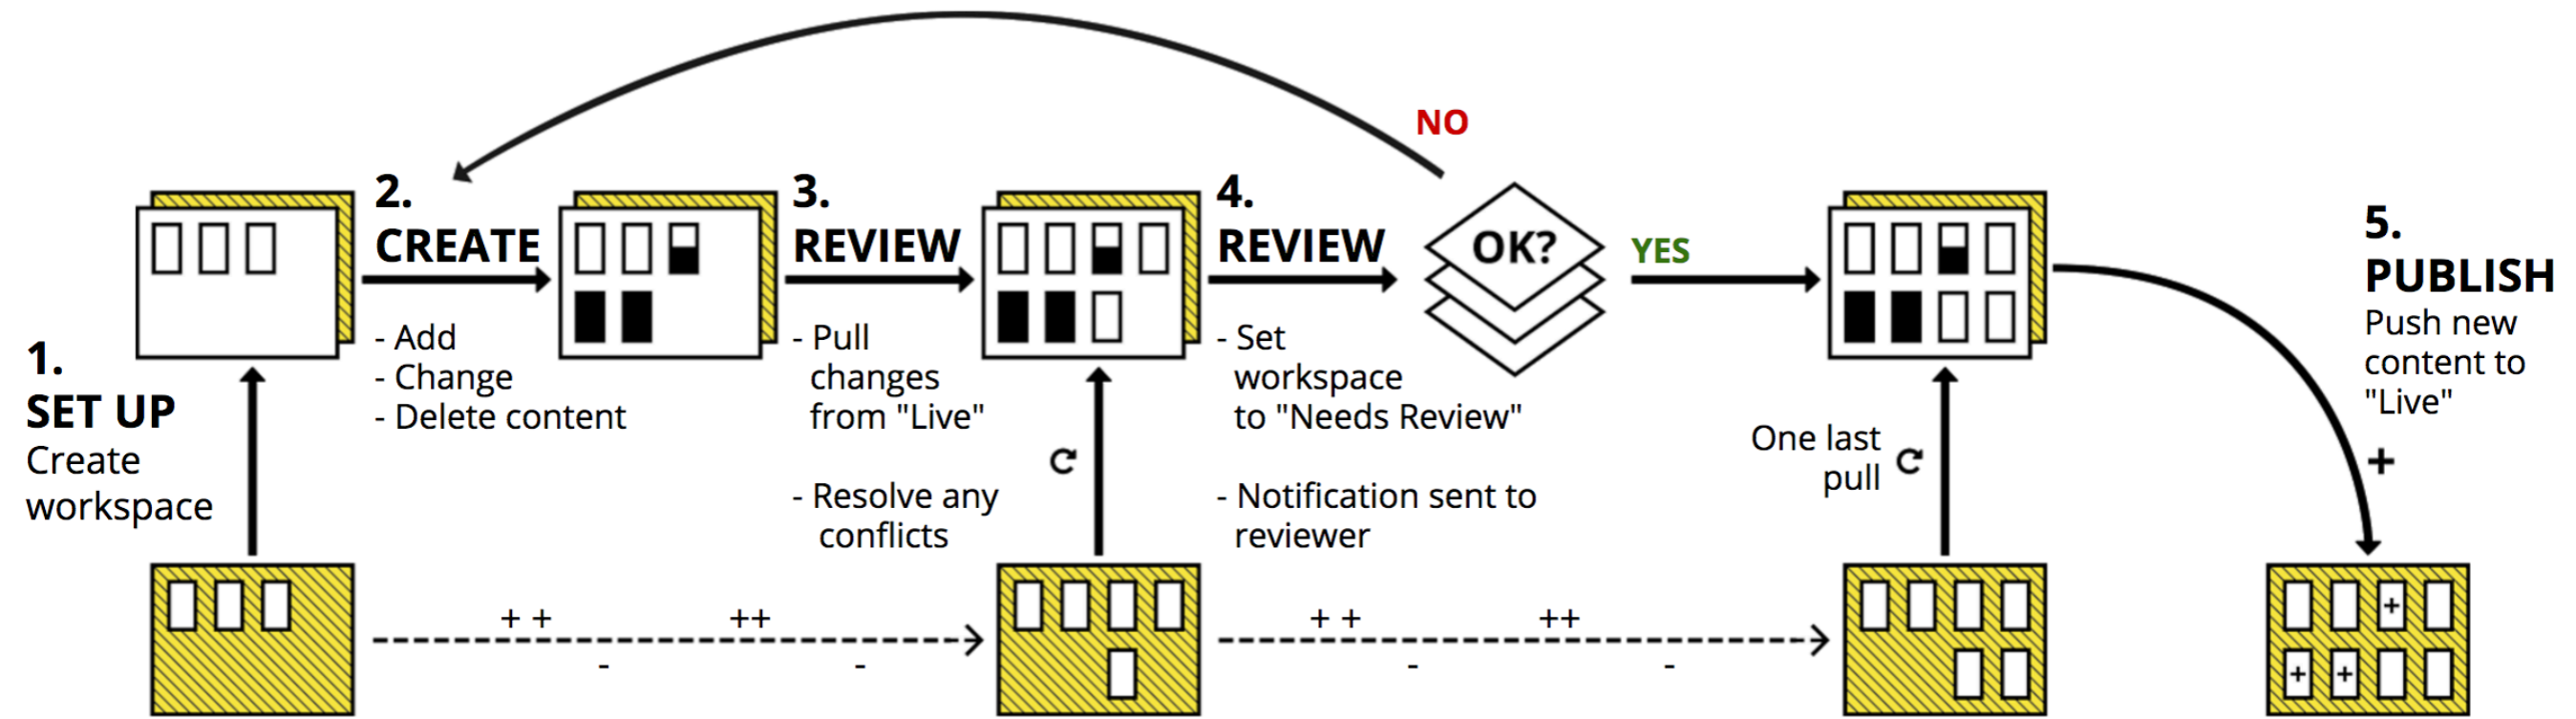 1.
SET UP
Create
workspace
2.
CREATE
- Add
- Change
- Delete content
3.
REVIEW
- Pull
changes
from "Live"
- Resolve any
conflicts
4.
REVIEW
- Set
workspace
to "Needs Review"
- Notification sent to
reviewer
OK?
NO
YES
One last
pull
5.
PUBLISH
Push new
content to
"Live"
+
+ +
++
-
-
+ +
++
-
-
+
+
+